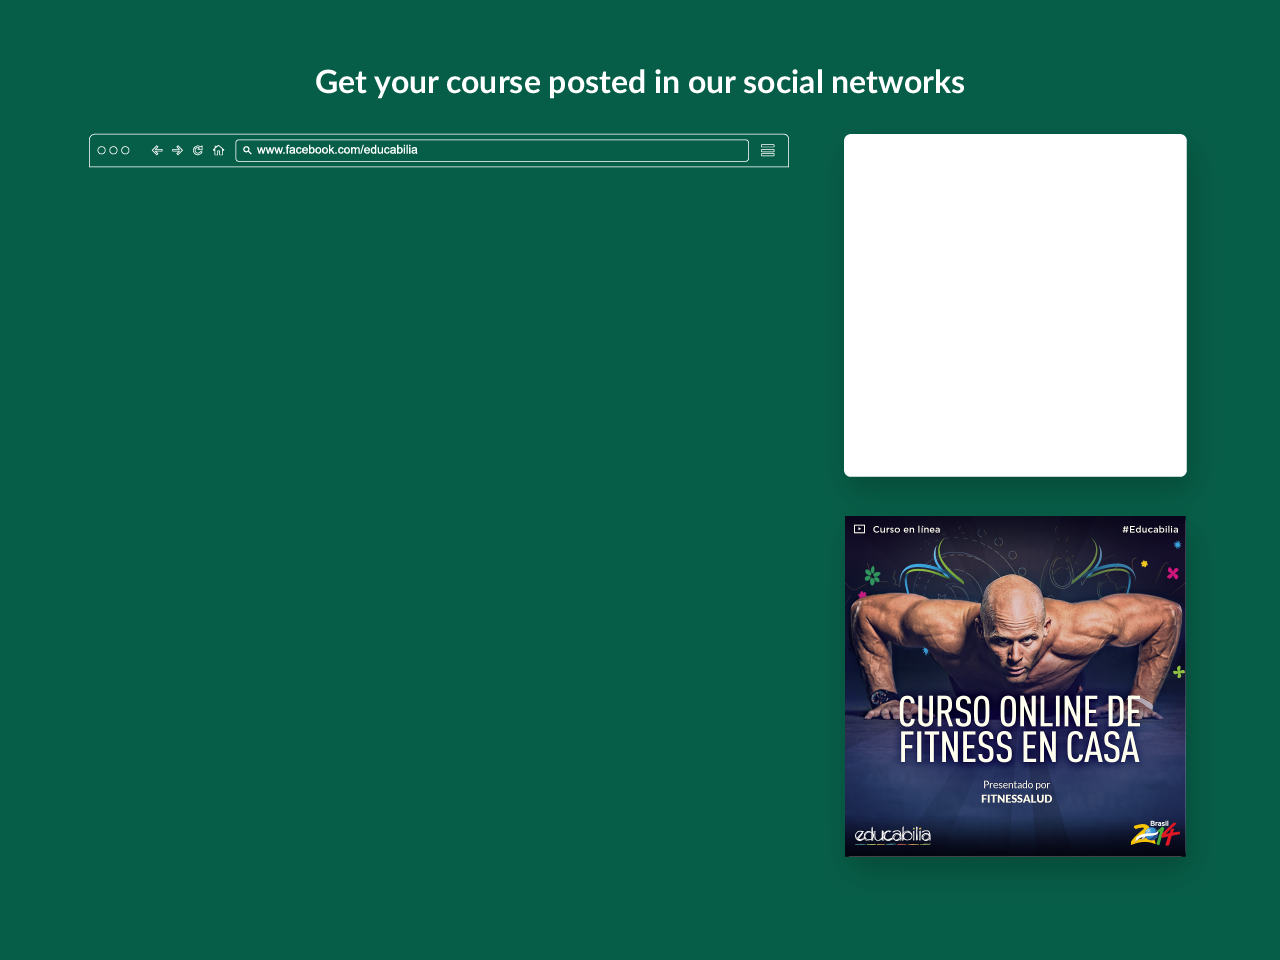 Get your course posted in our social networks
www.facebook.com/educabilia
Curso en línea
#Educabilia
CURSO ONLINE DE
FITNESS EN CASA
Presentado por
FITNESSALUD
educabilia
Brasil
2014